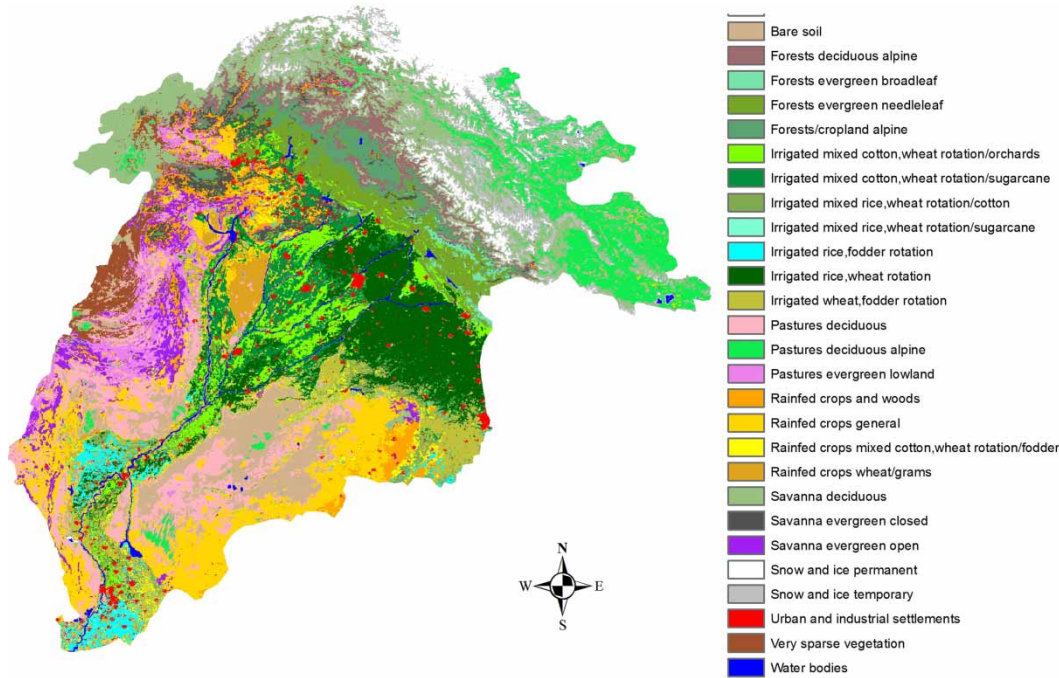 Bare soil
Forests deciduous alpine
Forests evergreen broadleaf
Forests evergreen needleleaf
Forests/cropland alpine
Irrigated mixed cotton,wheat rotation/orchards
Irrigated mixed cotton,wheat rotation/sugarcane
Irrigated mixed rice,wheat rotation/cotton
Irrigated mixed rice,wheat rotation/sugarcane
Irrigated rice,fodder rotation
Irrigated rice,wheat rotation
Irrigated wheat,fodder rotation
Pastures deciduous
Pastures deciduous alpine
Pastures evergreen lowland
Rainfed crops and woods
Rainfed crops general
Rainfed crops mixed cotton,wheat rotation/fodder
Rainfed crops wheat/grams
Savanna deciduous
Savanna evergreen closed
Savanna evergreen open
Snow and ice permanent
Snow and ice temporary
Urban and industrial settlements
Very sparse vegetation
Water bodies
N
W E
S